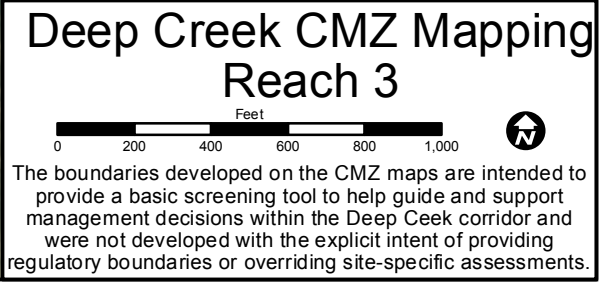 Deep Creek CMZ Mapping
Reach 3
Feet
0 200 400 600 800 1,000
N
The boundaries developed on the CMZ maps are intended to
provide a basic screening tool to help guide and support
management decisions within the Deep Ceek corridor and
were not developed with the explicit intent of providing
regulatory boundaries or overriding site-specific assessments.